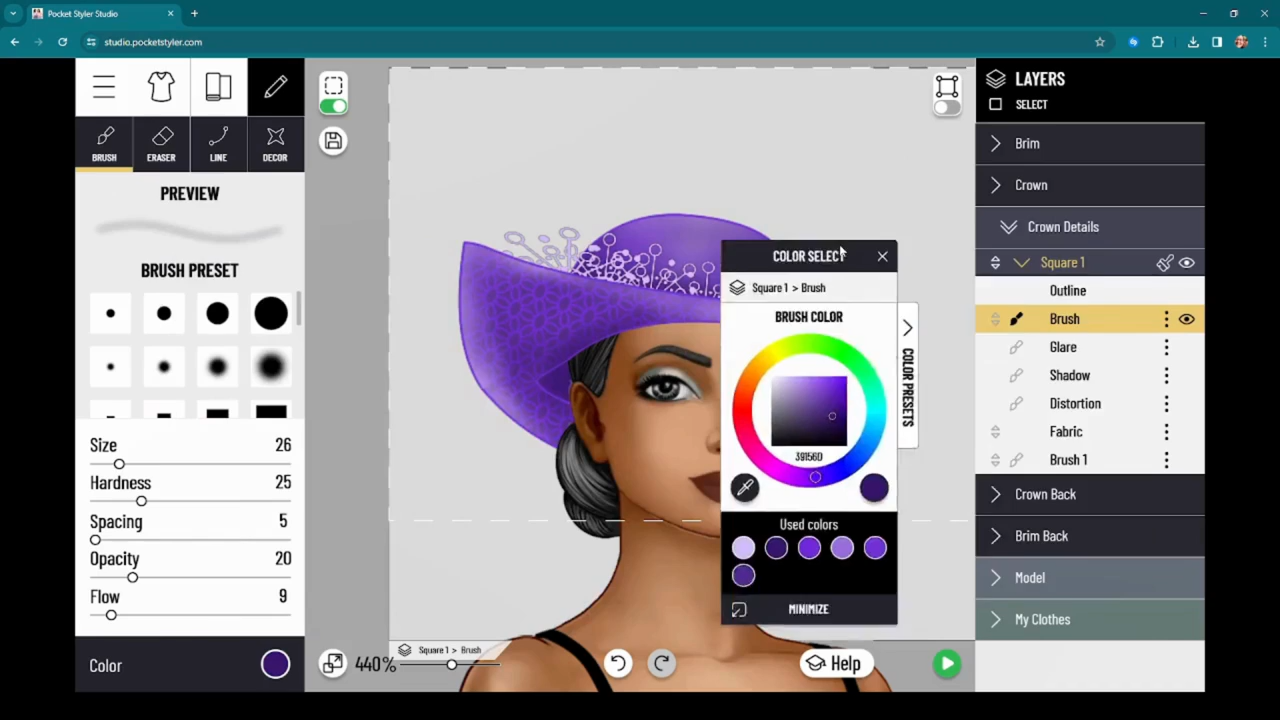 Pocket Styler Studio
studio.pocketstyler.com
BRUSH
ERASER
LINE
DECOR
PREVIEW
BRUSH PRESET
Size 26
Hardness 25
Spacing 5
Opacity 20
Flow 9
Color
COLOR SELECT
Square 1 > Brush
BRUSH COLOR
39156D
COLOR PRESETS
Used colors
MINIMIZE
Square 1 > Brush
440%
Help
LAYERS
SELECT
Brim
Crown
Crown Details
Square 1
Outline
Brush
Glare
Shadow
Distortion
Fabric
Brush 1
Crown Back
Brim Back
Model
My Clothes